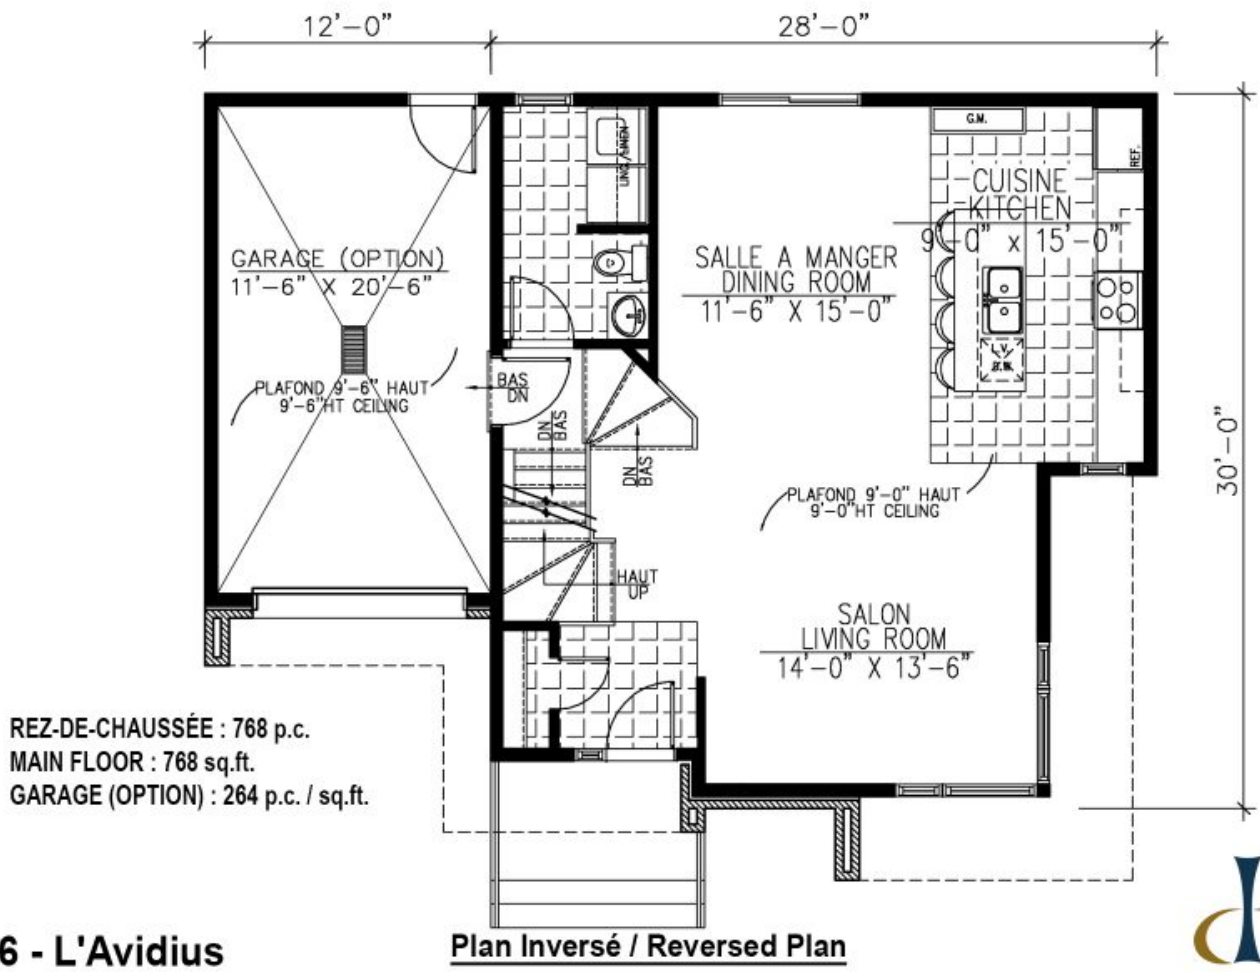 12'-0"
28'-0"
G.M.
LING./LINEN
REF.
CUISINE
KITCHEN
9'-0" x 15'-0"
GARAGE (OPTION)
11'-6" X 20'-6"
SALLE A MANGER
DINING ROOM
11'-6" X 15'-0"
L.V.
D.W.
BAS
DN
PLAFOND 9'-6" HAUT
9'-6"HT CEILING
DN
BAS
DN
BAS
30'-0"
PLAFOND 9'-0" HAUT
9'-0"HT CEILING
HAUT
UP
SALON
LIVING ROOM
14'-0" X 13'-6"
REZ-DE-CHAUSSÉE : 768 p.c.
MAIN FLOOR : 768 sq.ft.
GARAGE (OPTION) : 264 p.c. / sq.ft.
6 - L'Avidius
Plan Inversé / Reversed Plan